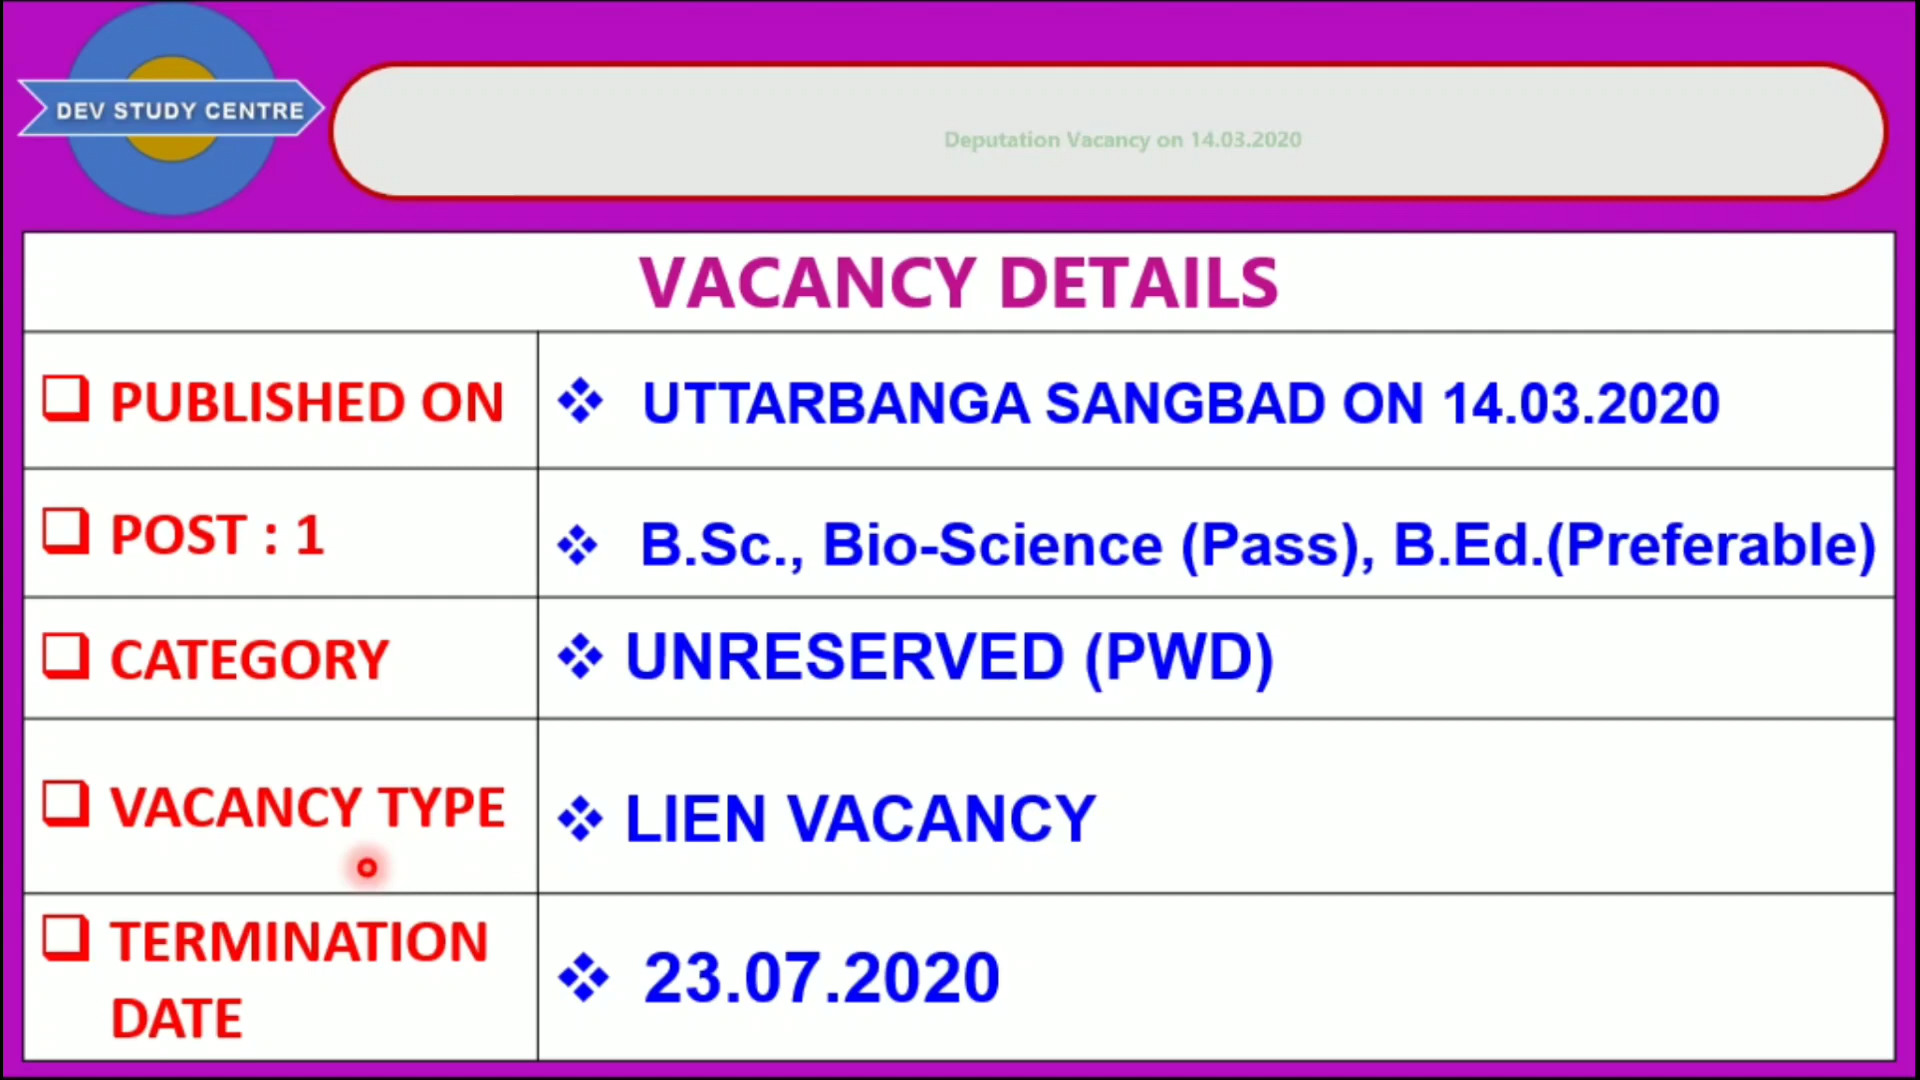 DEV STUDY CENTRE
Deputation Vacancy on 14.03.2020
VACANCY DETAILS
PUBLISHED ON
UTTARBANGA SANGBAD ON 14.03.2020
POST : 1
B.Sc., Bio-Science (Pass), B.Ed.(Preferable)
CATEGORY
UNRESERVED (PWD)
VACANCY TYPE
LIEN VACANCY
TERMINATION
DATE
23.07.2020